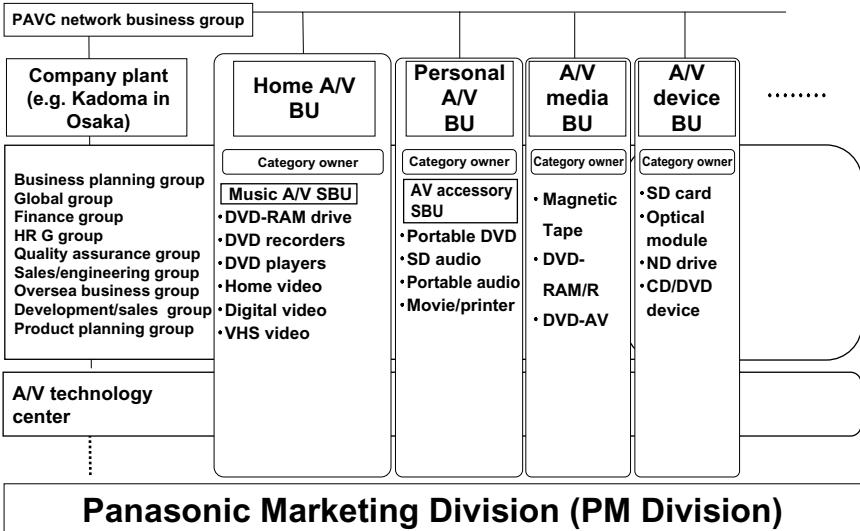 PAVC network business group
Company plant
(e.g. Kadoma in
Osaka)
Home A/V
BU
Personal
A/V
BU
A/V
media
BU
A/V
device
BU
Business planning group
Global group
Finance group
HR G group
Quality assurance group
Sales/engineering group
Oversea business group
Development/sales group
Product planning group
Category owner
Music A/V SBU
・DVD-RAM drive
・DVD recorders
・DVD players
・Home video
・Digital video
・VHS video
Category owner
AV accessory
SBU
・Portable DVD
・SD audio
・Portable audio
・Movie/printer
Category owner
・Magnetic
Tape
・DVD-
RAM/R
・DVD-AV
Category owner
・SD card
・Optical
module
・ND drive
・CD/DVD
device
A/V technology
center
Panasonic Marketing Division (PM Division)